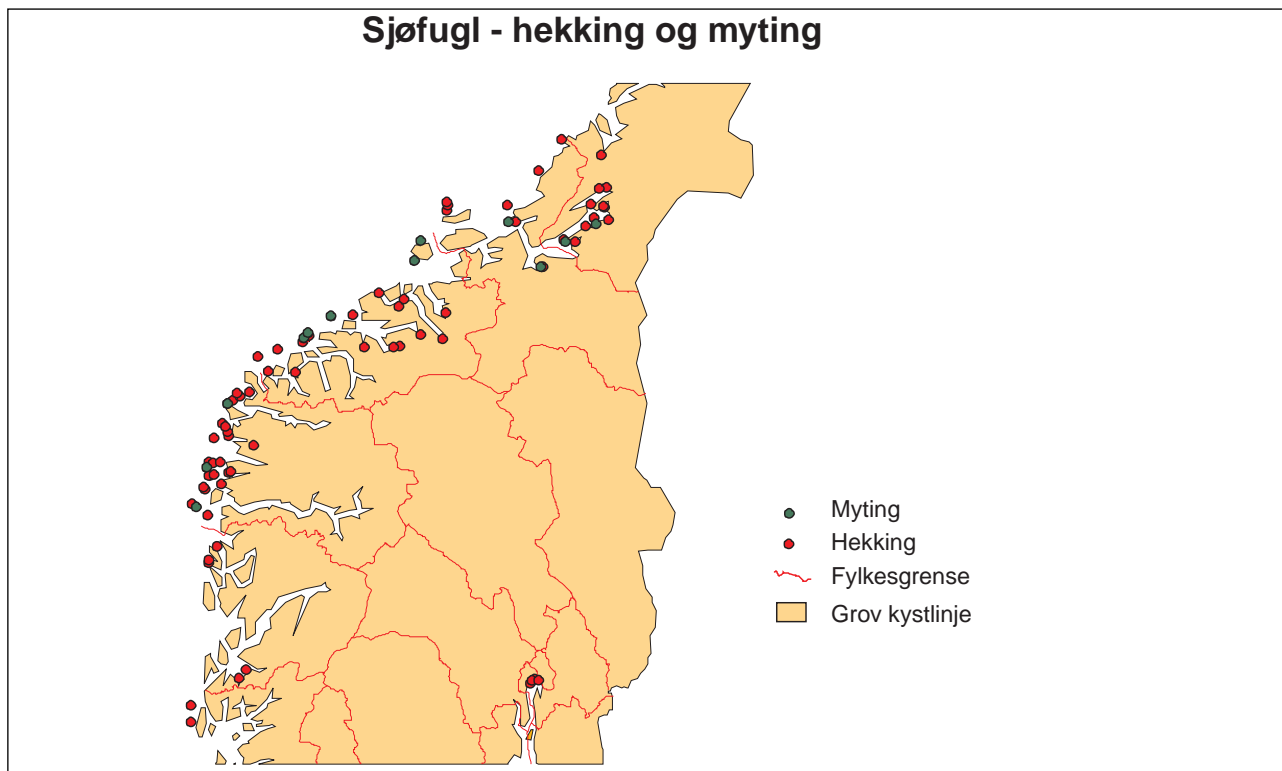 Sjøfugl - hekking og myting
Myting
Hekking
Fylkesgrense
Grov kystlinje